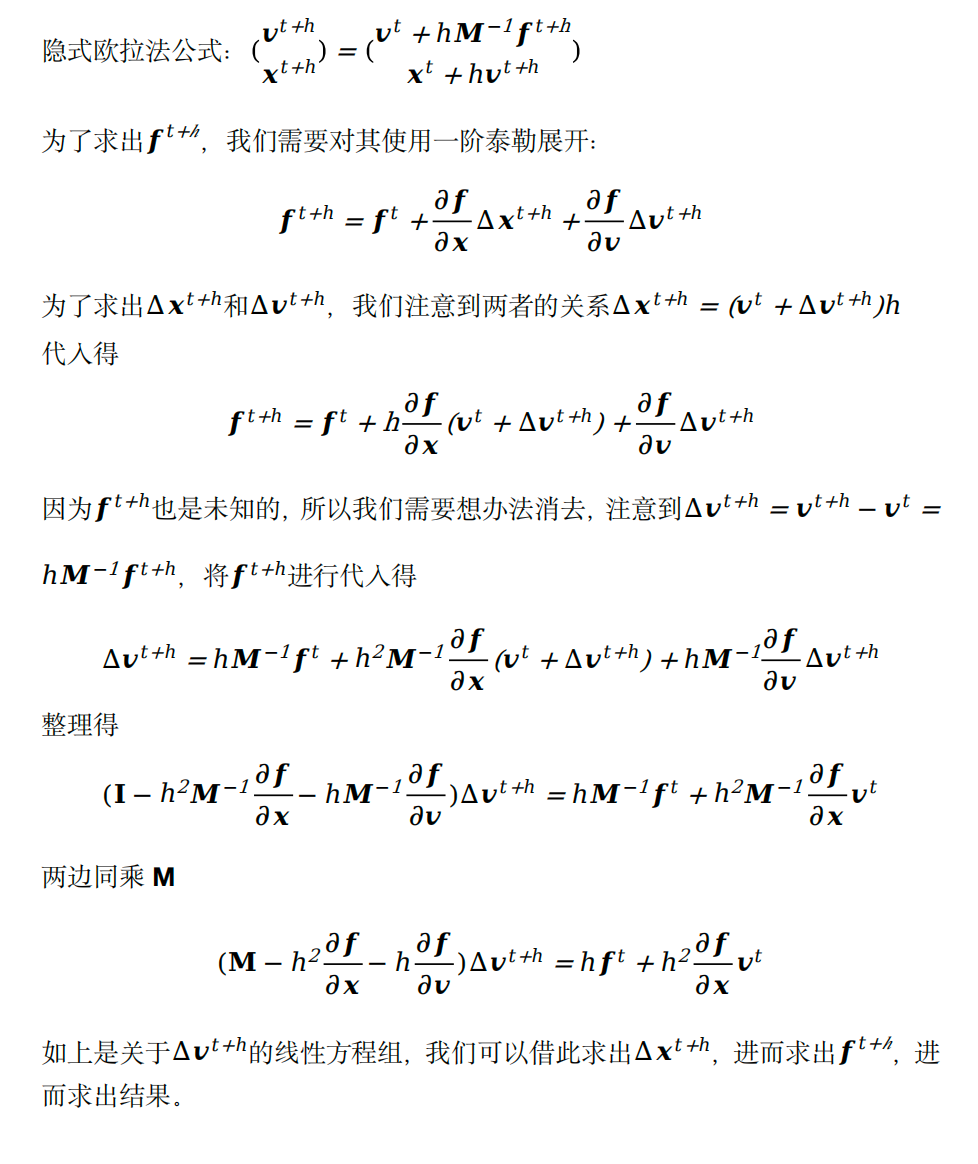 隐式欧拉法公式：$\binom{\boldsymbol{v}^{t+h}}{\boldsymbol{x}^{t+h}} = \binom{\boldsymbol{v}^{t} + h\boldsymbol{M}^{-1}\boldsymbol{f}^{t+h}}{\boldsymbol{x}^{t} + h\boldsymbol{v}^{t+h}}$
为了求出$\boldsymbol{f}^{t+h}$，我们需要对其使用一阶泰勒展开：
$\boldsymbol{f}^{t+h} = \boldsymbol{f}^{t} + \frac{\partial \boldsymbol{f}}{\partial \boldsymbol{x}}\Delta\boldsymbol{x}^{t+h} + \frac{\partial \boldsymbol{f}}{\partial \boldsymbol{v}}\Delta\boldsymbol{v}^{t+h}$
为了求出$\Delta\boldsymbol{x}^{t+h}$和$\Delta\boldsymbol{v}^{t+h}$，我们注意到两者的关系$\Delta\boldsymbol{x}^{t+h} = (\boldsymbol{v}^{t} + \Delta\boldsymbol{v}^{t+h})h$
代入得
$\boldsymbol{f}^{t+h} = \boldsymbol{f}^{t} + h\frac{\partial \boldsymbol{f}}{\partial \boldsymbol{x}}(\boldsymbol{v}^{t} + \Delta\boldsymbol{v}^{t+h}) + \frac{\partial \boldsymbol{f}}{\partial \boldsymbol{v}}\Delta\boldsymbol{v}^{t+h}$
因为$\boldsymbol{f}^{t+h}$也是未知的，所以我们需要想办法消去，注意到$\Delta\boldsymbol{v}^{t+h} = \boldsymbol{v}^{t+h} - \boldsymbol{v}^{t} =$
$h\boldsymbol{M}^{-1}\boldsymbol{f}^{t+h}$，将$\boldsymbol{f}^{t+h}$进行代入得
$\Delta\boldsymbol{v}^{t+h} = h\boldsymbol{M}^{-1}\boldsymbol{f}^{t} + h^{2}\boldsymbol{M}^{-1}\frac{\partial \boldsymbol{f}}{\partial \boldsymbol{x}}(\boldsymbol{v}^{t} + \Delta\boldsymbol{v}^{t+h}) + h\boldsymbol{M}^{-1}\frac{\partial \boldsymbol{f}}{\partial \boldsymbol{v}}\Delta\boldsymbol{v}^{t+h}$
整理得
$(\mathbf{I} - h^{2}\boldsymbol{M}^{-1}\frac{\partial \boldsymbol{f}}{\partial \boldsymbol{x}} - h\boldsymbol{M}^{-1}\frac{\partial \boldsymbol{f}}{\partial \boldsymbol{v}})\Delta\boldsymbol{v}^{t+h} = h\boldsymbol{M}^{-1}\boldsymbol{f}^{t} + h^{2}\boldsymbol{M}^{-1}\frac{\partial \boldsymbol{f}}{\partial \boldsymbol{x}}\boldsymbol{v}^{t}$
两边同乘 M
$(\mathbf{M} - h^{2}\frac{\partial \boldsymbol{f}}{\partial \boldsymbol{x}} - h\frac{\partial \boldsymbol{f}}{\partial \boldsymbol{v}})\Delta\boldsymbol{v}^{t+h} = h\boldsymbol{f}^{t} + h^{2}\frac{\partial \boldsymbol{f}}{\partial \boldsymbol{x}}\boldsymbol{v}^{t}$
如上是关于$\Delta\boldsymbol{v}^{t+h}$的线性方程组，我们可以借此求出$\Delta\boldsymbol{x}^{t+h}$，进而求出$\boldsymbol{f}^{t+h}$，进
而求出结果。